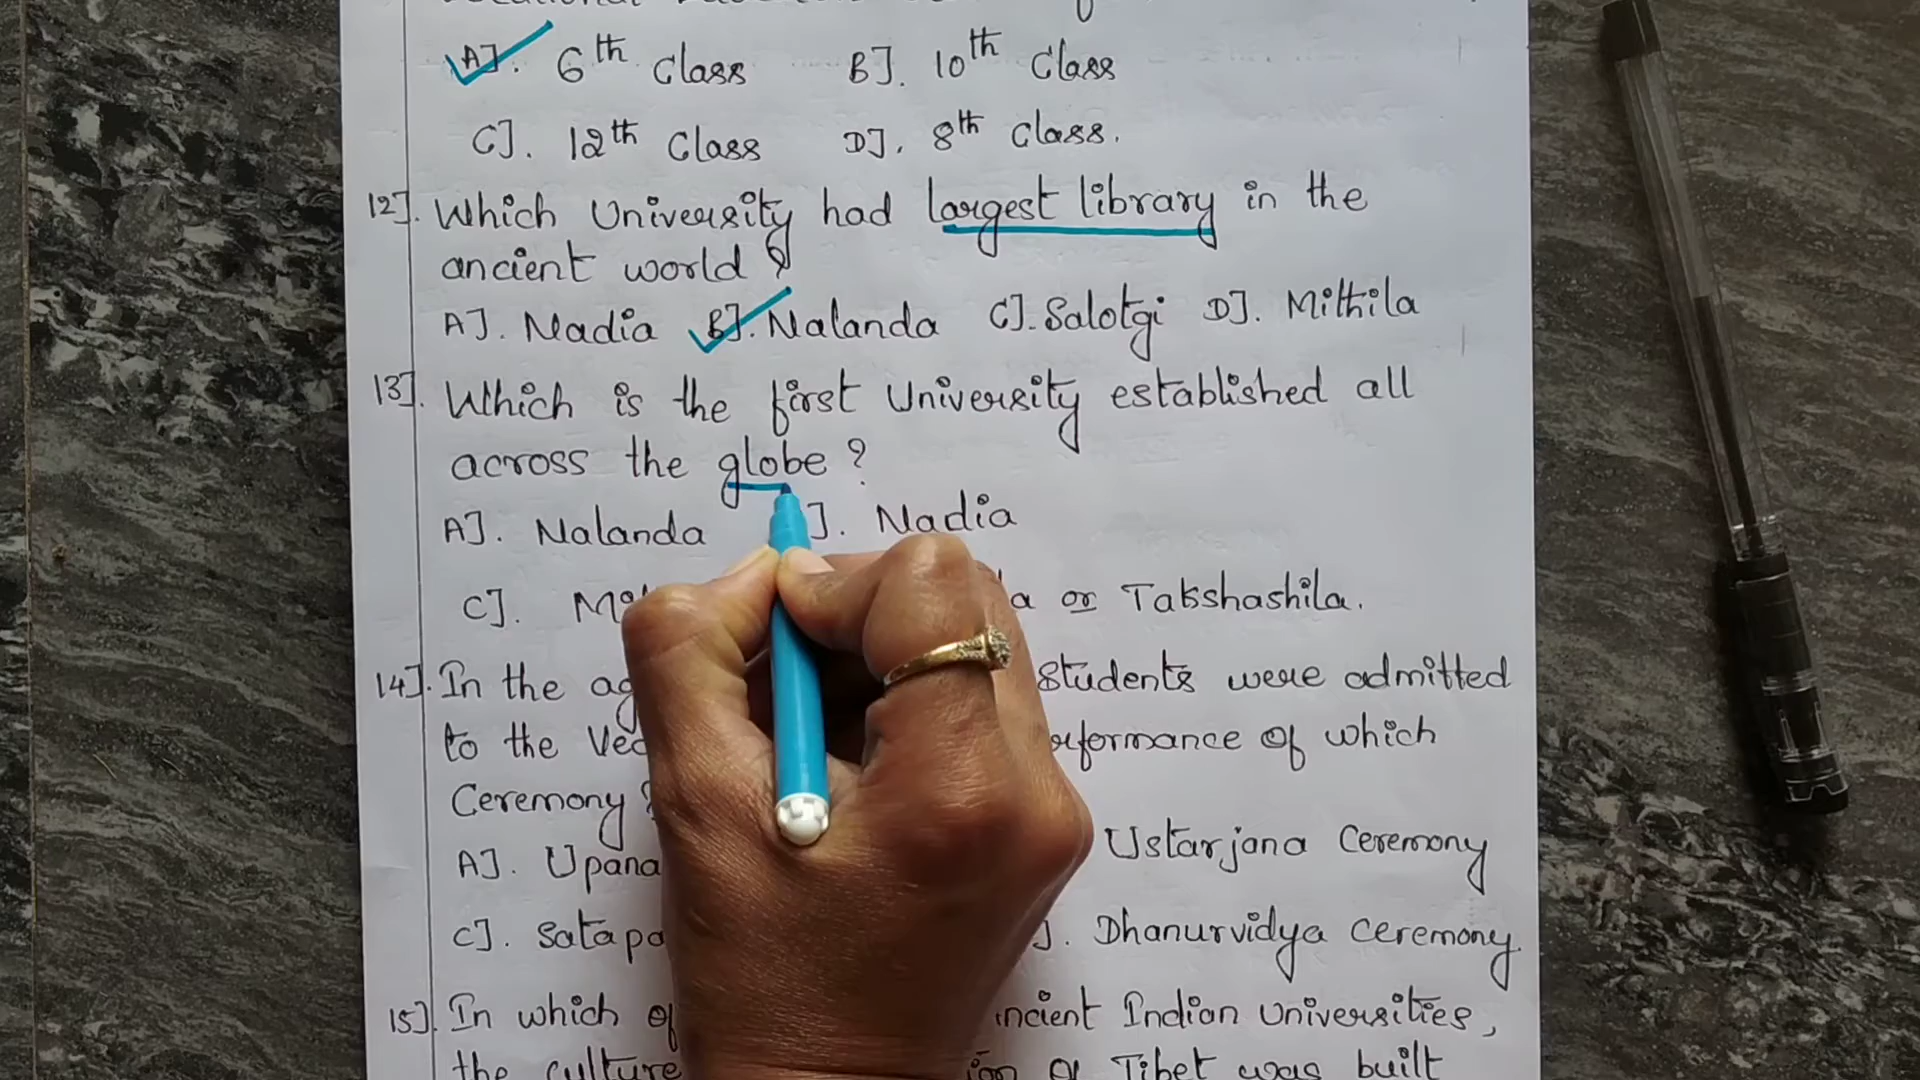 A]. 6th Class B]. 10th Class
C]. 12th Class D]. 8th Class.
12]. Which University had largest library in the
ancient world ?
A]. Nadia B]. Nalanda C]. Salotgi D]. Mithila
13]. Which is the first University established all
across the globe ?
A]. Nalanda ]. Nadia
C]. or Takshashila.
14]. In the students were admitted
to the of which
Ceremony ?
A]. Ustarjana Ceremony
C]. ]. Dhanurvidya Ceremony.
15]. In which Indian Universities,
the culture Tibet was built